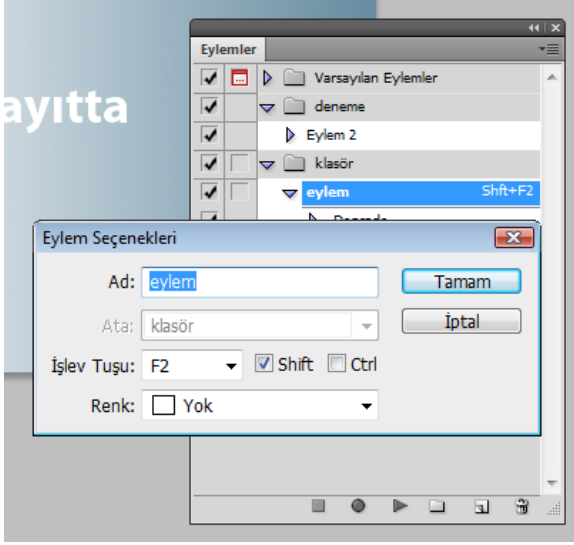 Eylemler
Varsayılan Eylemler
ayıtta
deneme
Eylem 2
klasör
eylem Shft+F2
Eylem Seçenekleri
Ad: eylem Tamam
Ata: klasör İptal
İşlev Tuşu: F2 Shift Ctrl
Renk: Yok